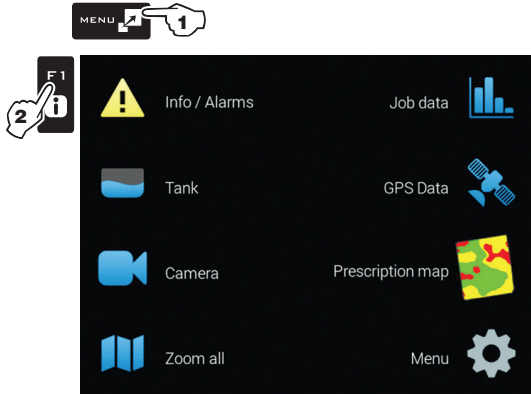 MENU
1
F1
2
i
Info / Alarms
Job data
Tank
GPS Data
Camera
Prescription map
Zoom all
Menu